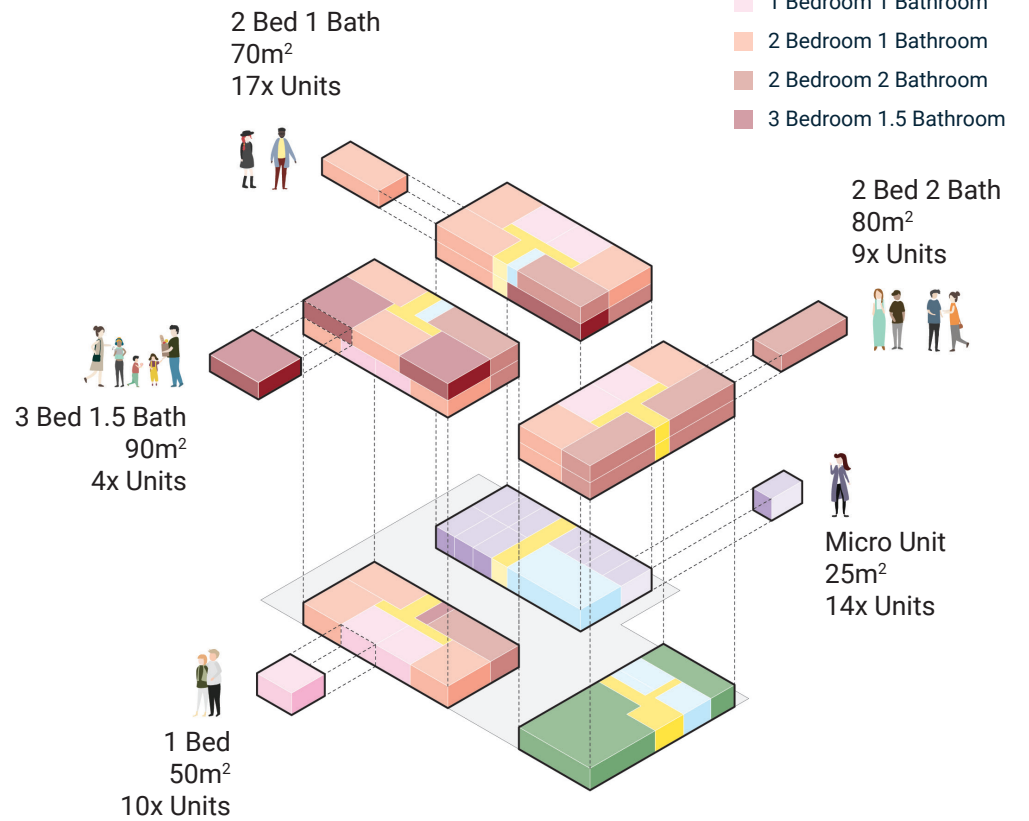 1 Bedroom 1 Bathroom
2 Bedroom 1 Bathroom
2 Bedroom 2 Bathroom
3 Bedroom 1.5 Bathroom
2 Bed 1 Bath
70m²
17x Units
2 Bed 2 Bath
80m²
9x Units
3 Bed 1.5 Bath
90m²
4x Units
Micro Unit
25m²
14x Units
1 Bed
50m²
10x Units